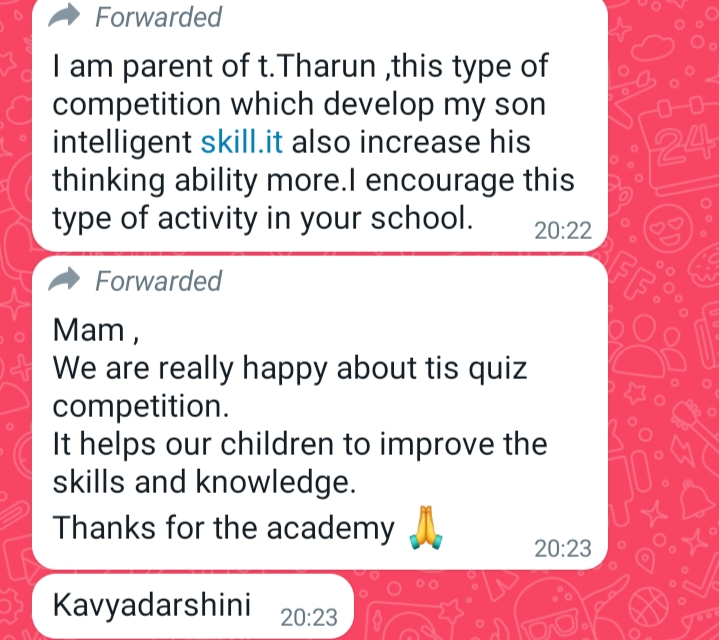 Forwarded
I am parent of t.Tharun ,this type of
competition which develop my son
intelligent skill.it also increase his
thinking ability more.I encourage this
type of activity in your school.
20:22
Forwarded
Mam ,
We are really happy about tis quiz
competition.
It helps our children to improve the
skills and knowledge.
Thanks for the academy 🙏
20:23
Kavyadarshini 20:23